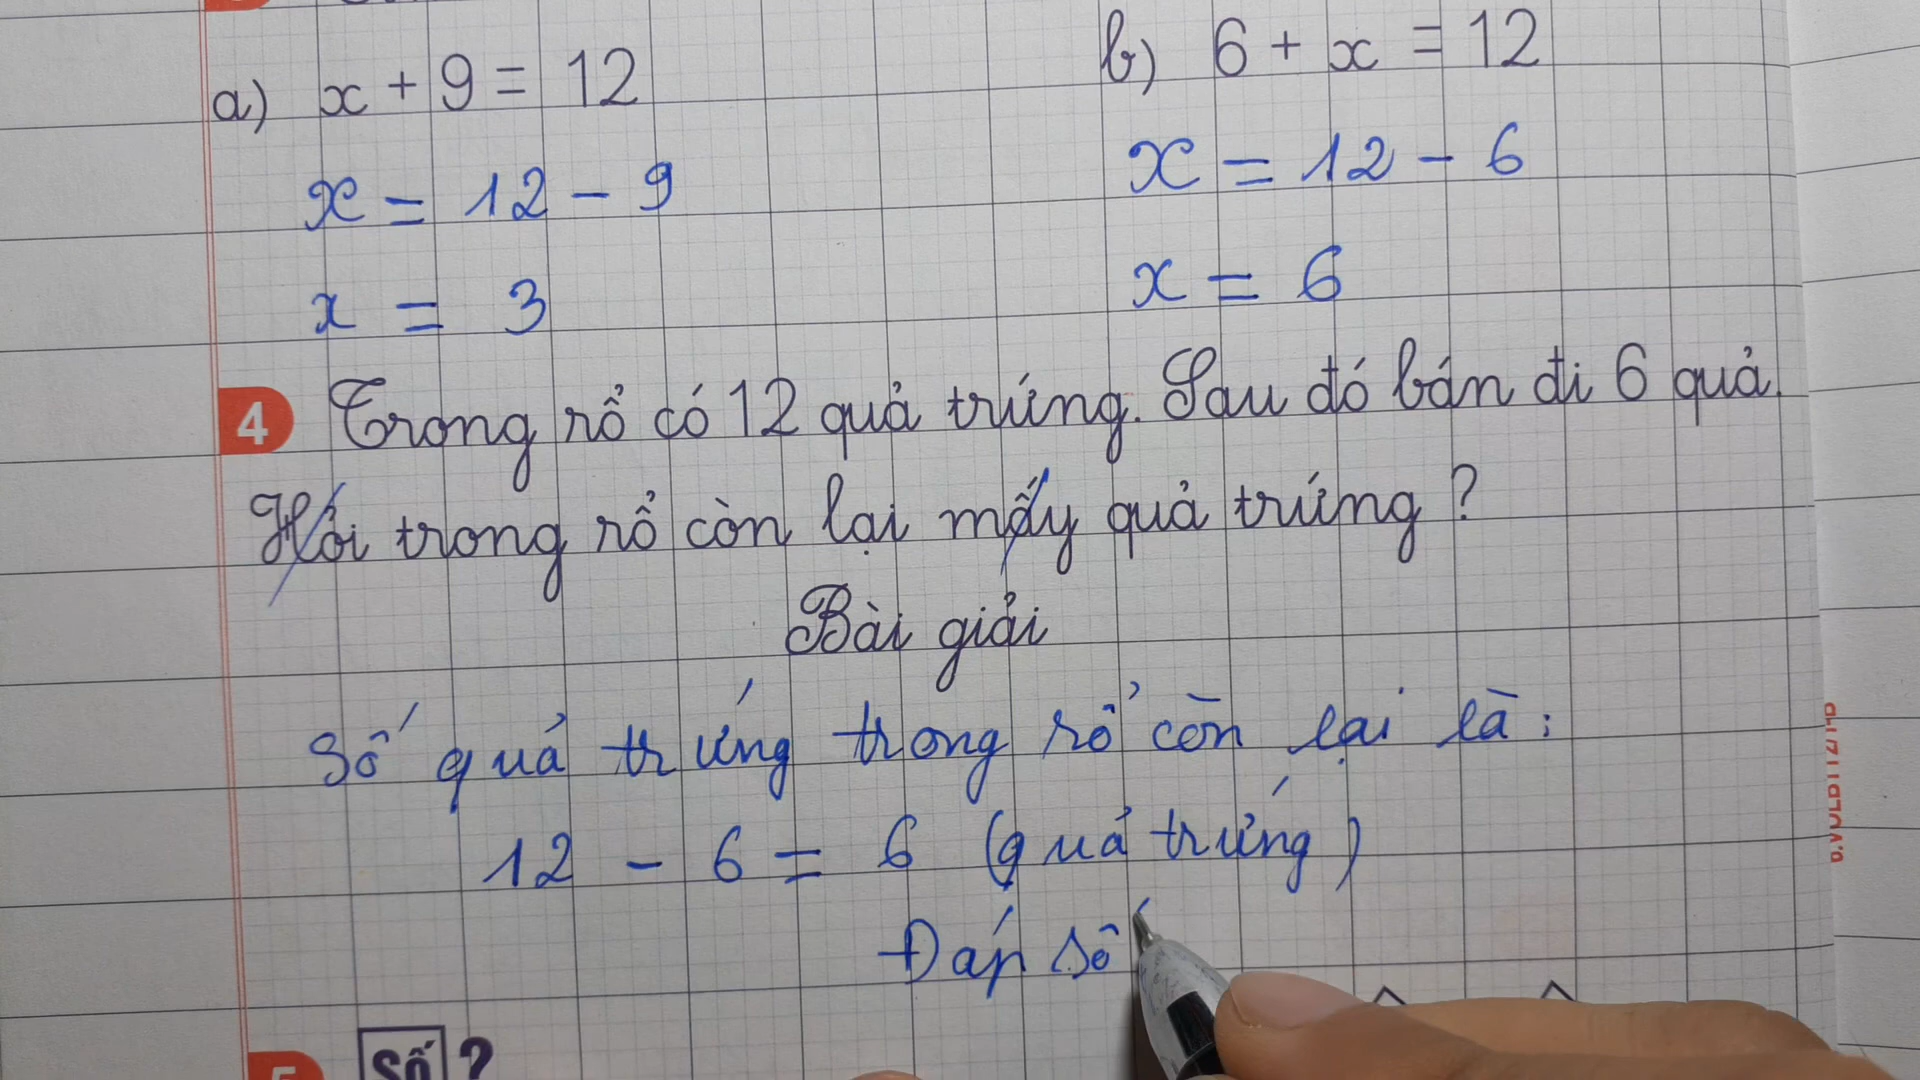 a) x + 9 = 12
x = 12 - 9
x = 3
b) 6 + x = 12
x = 12 - 6
x = 6
4 Trong rổ có 12 quả trứng. Sau đó bán đi 6 quả.
Hỏi trong rổ còn lại mấy quả trứng?
Bài giải
Số quả trứng trong rổ còn lại là:
12 - 6 = 6 (quả trứng)
Đáp số
5 Số ?